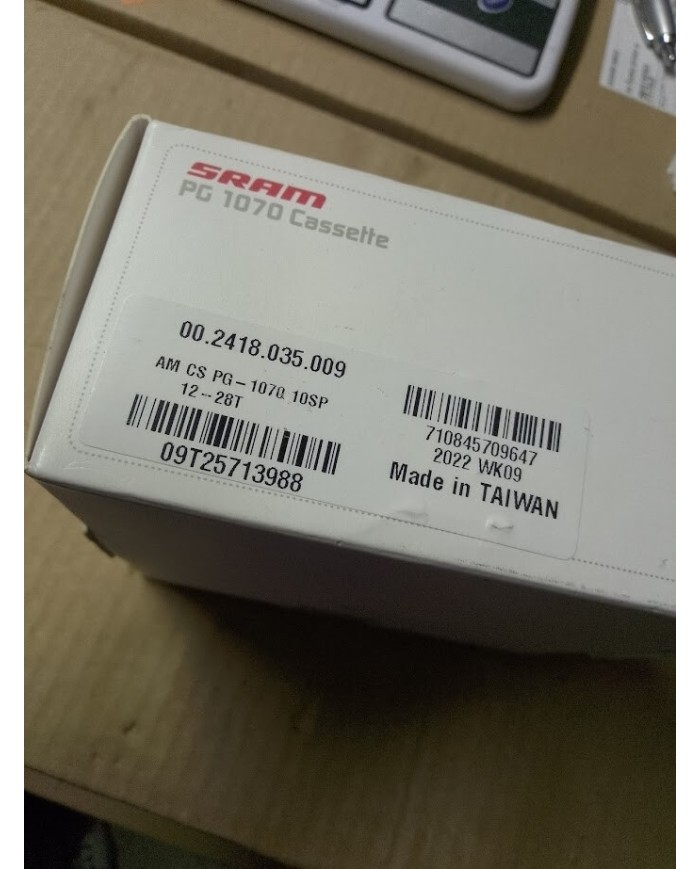 SRAM
PG 1070 Cassette
00.2418.035.009
AM CS PG-1070 10SP
12-28T
09T25713988
710845709647
2022 WK09
Made in TAIWAN